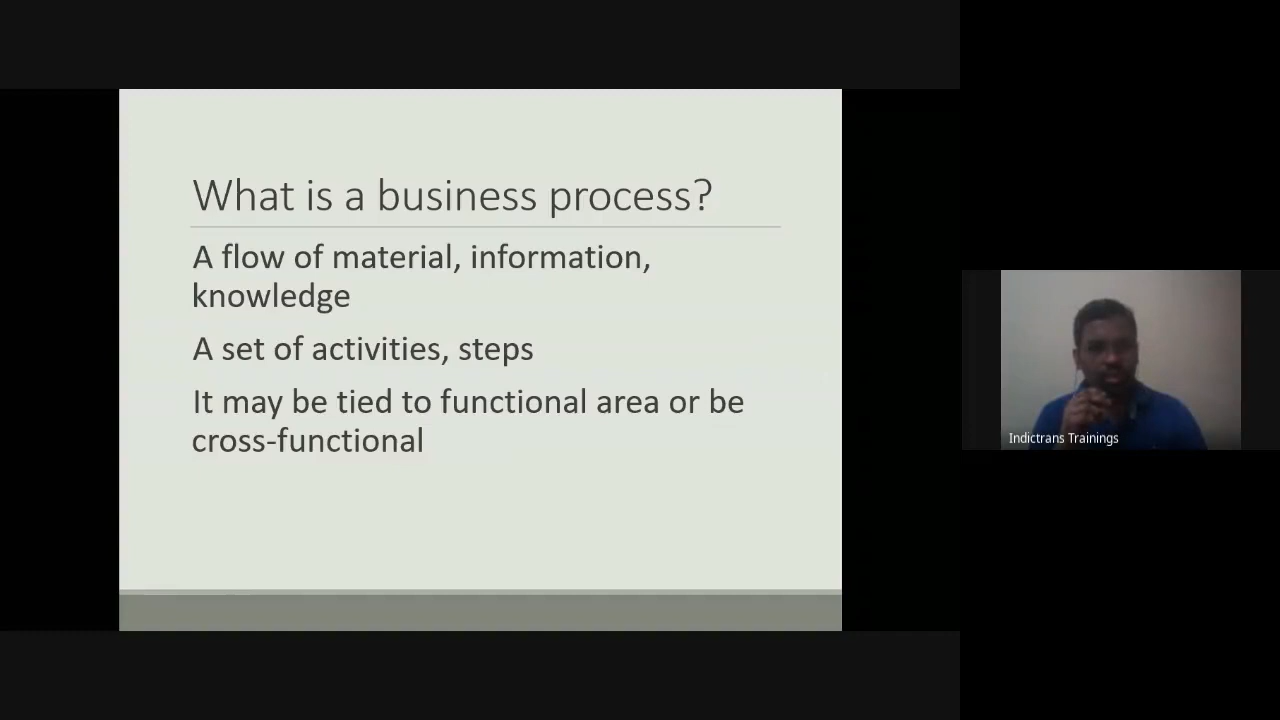 What is a business process?
A flow of material, information,
knowledge
A set of activities, steps
It may be tied to functional area or be
cross-functional
Indictrans Trainings